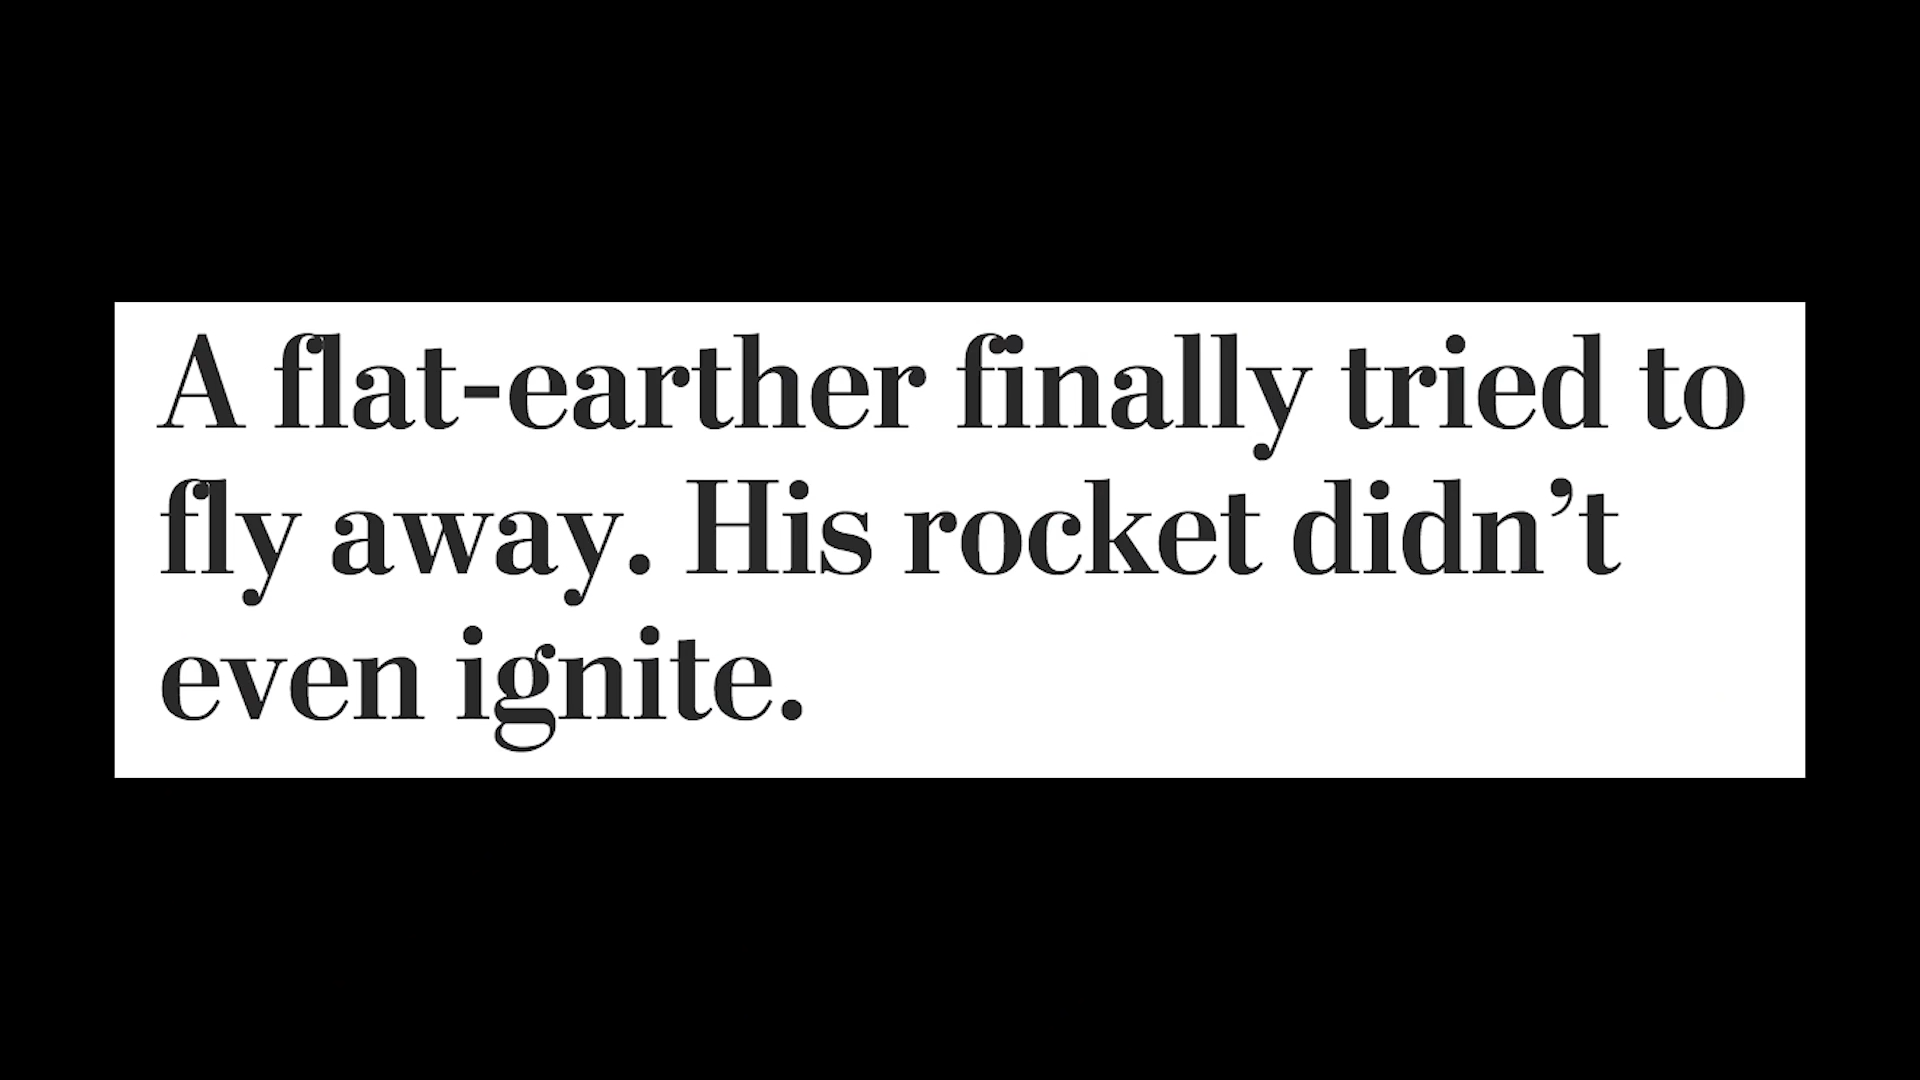 A flat-earther finally tried to
fly away. His rocket didn’t
even ignite.